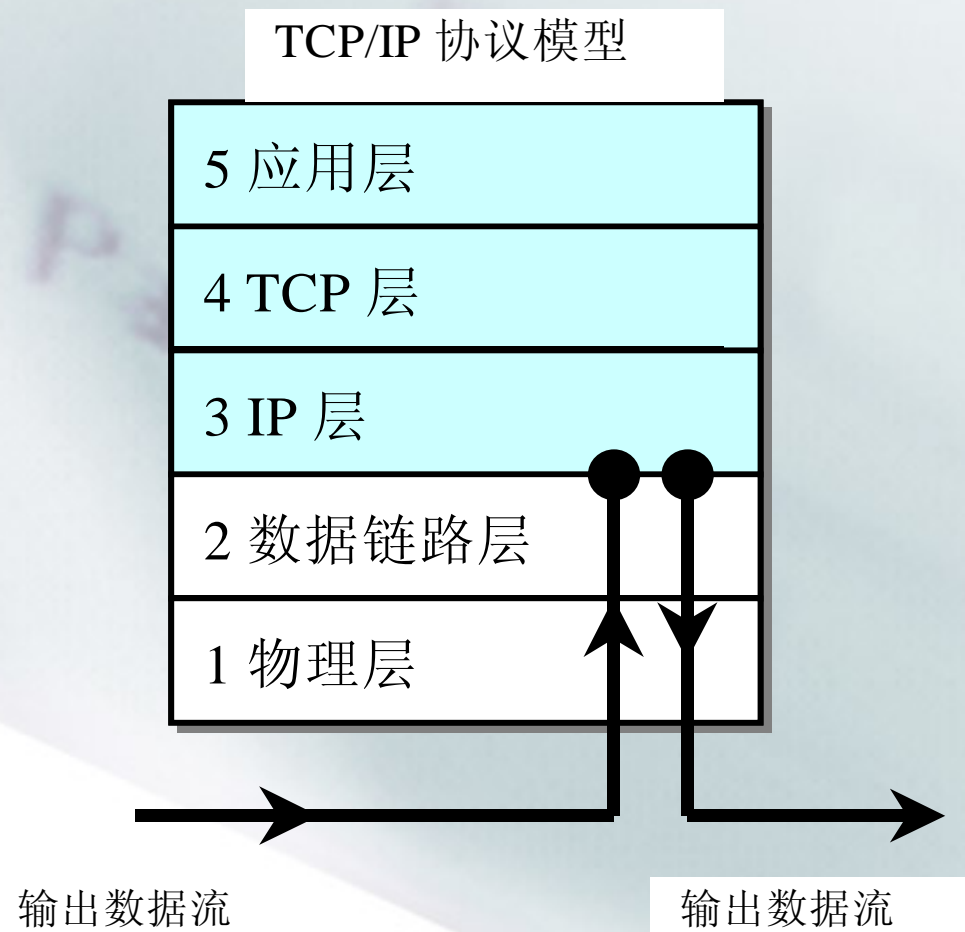 TCP/IP 协议模型
5 应用层
4 TCP 层
3 IP 层
2 数据链路层
1 物理层
输出数据流
输出数据流